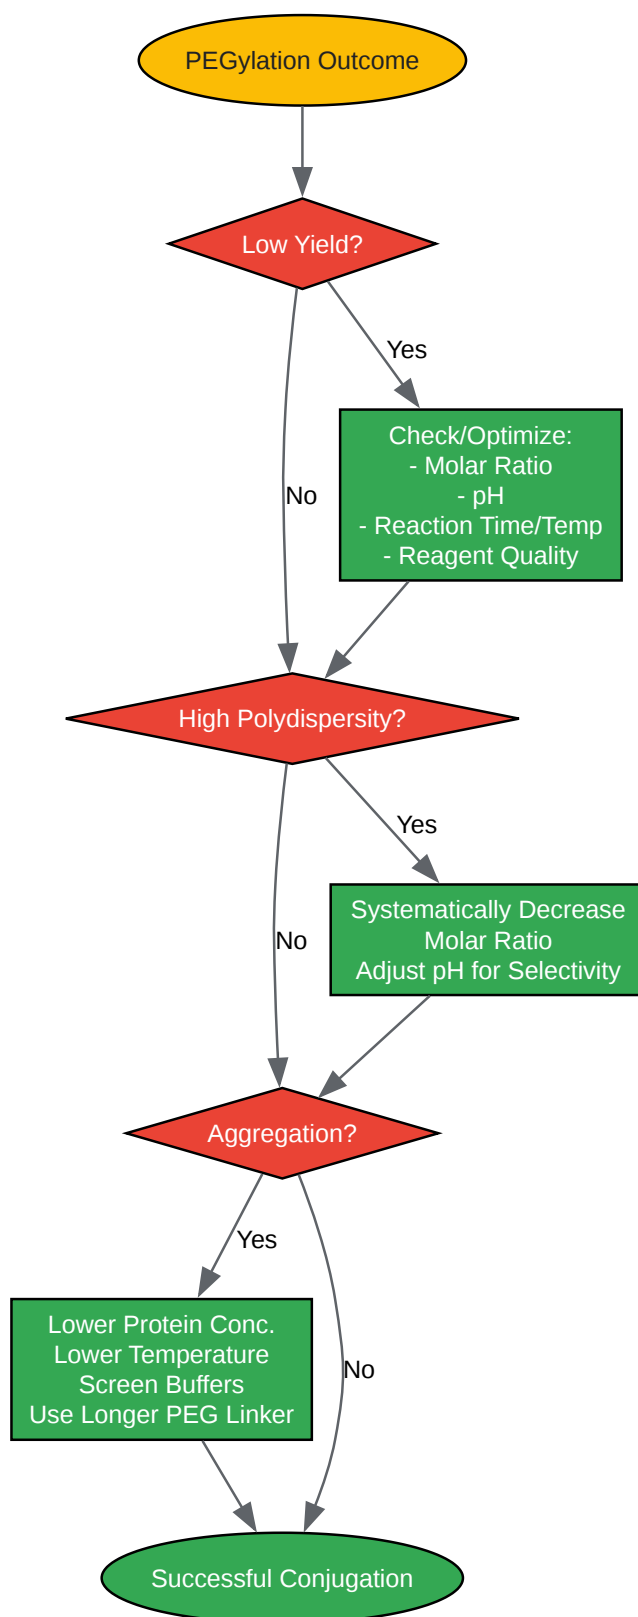 PEGylation Outcome
Low Yield?
Yes
Check/Optimize:
- Molar Ratio
- pH
- Reaction Time/Temp
- Reagent Quality
No
High Polydispersity?
Yes
Systematically Decrease
Molar Ratio
Adjust pH for Selectivity
No
Aggregation?
Yes
Lower Protein Conc.
Lower Temperature
Screen Buffers
Use Longer PEG Linker
No
Successful Conjugation